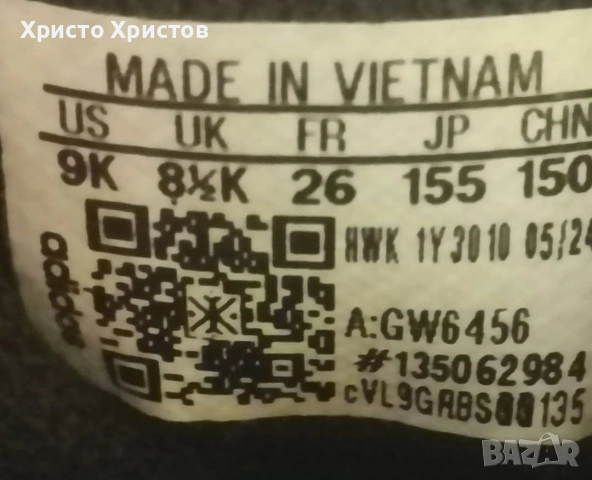 Христо Христов
MADE IN VIETNAM
US UK FR JP CHN
9K 8½K 26 155 150
adidas
HWK 1Y3010 05/24
A:GW6456
#135062984
cVL9GRBS00135
BAZAR